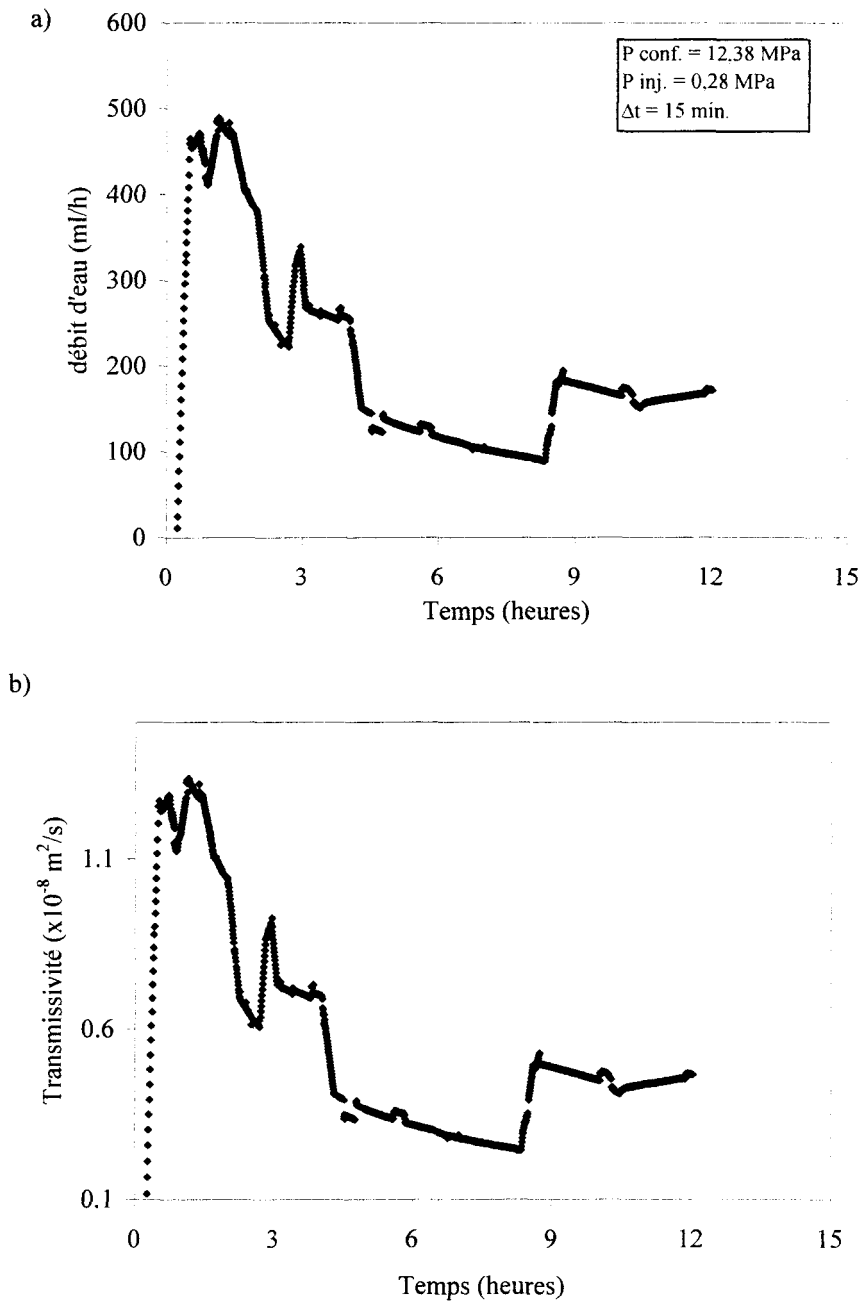 a)
600
500
400
300
200
100
0
débit d'eau (ml/h)
P conf. = 12,38 MPa
P inj. = 0,28 MPa
Δt = 15 min.
0 3 6 9 12 15
Temps (heures)
b)
1.1
0.6
0.1
Transmissivité (x10⁻⁸ m²/s)
0 3 6 9 12 15
Temps (heures)